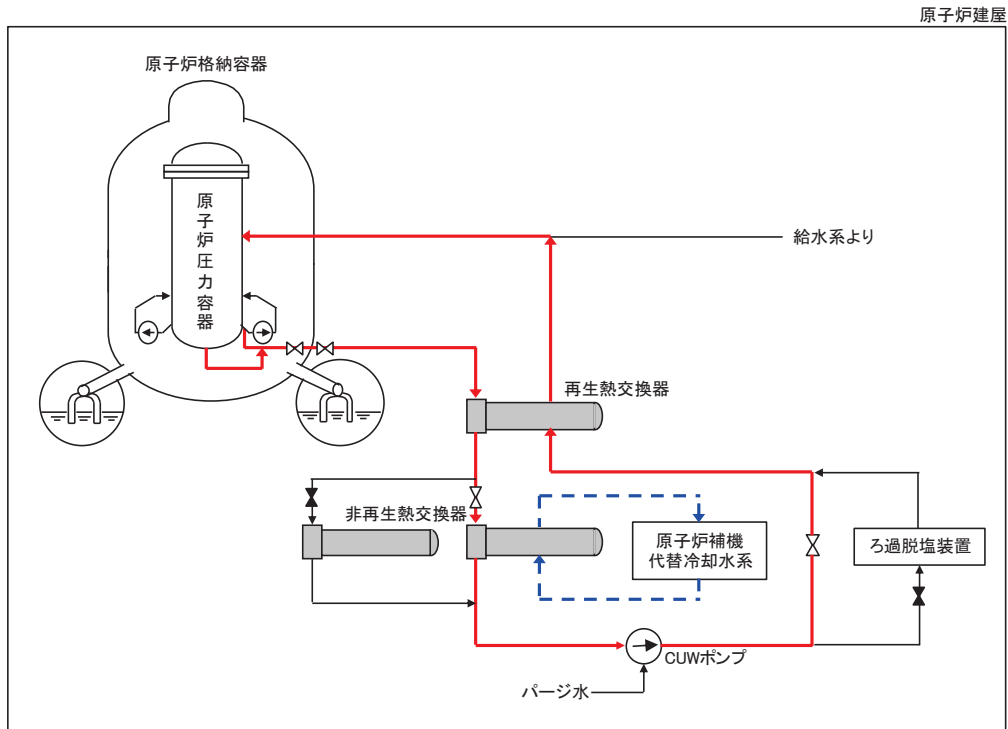 原子炉建屋
原子炉格納容器
原子炉圧力容器
給水系より
再生熱交換器
非再生熱交換器
原子炉補機
代替冷却水系
ろ過脱塩装置
CUWポンプ
パージ水